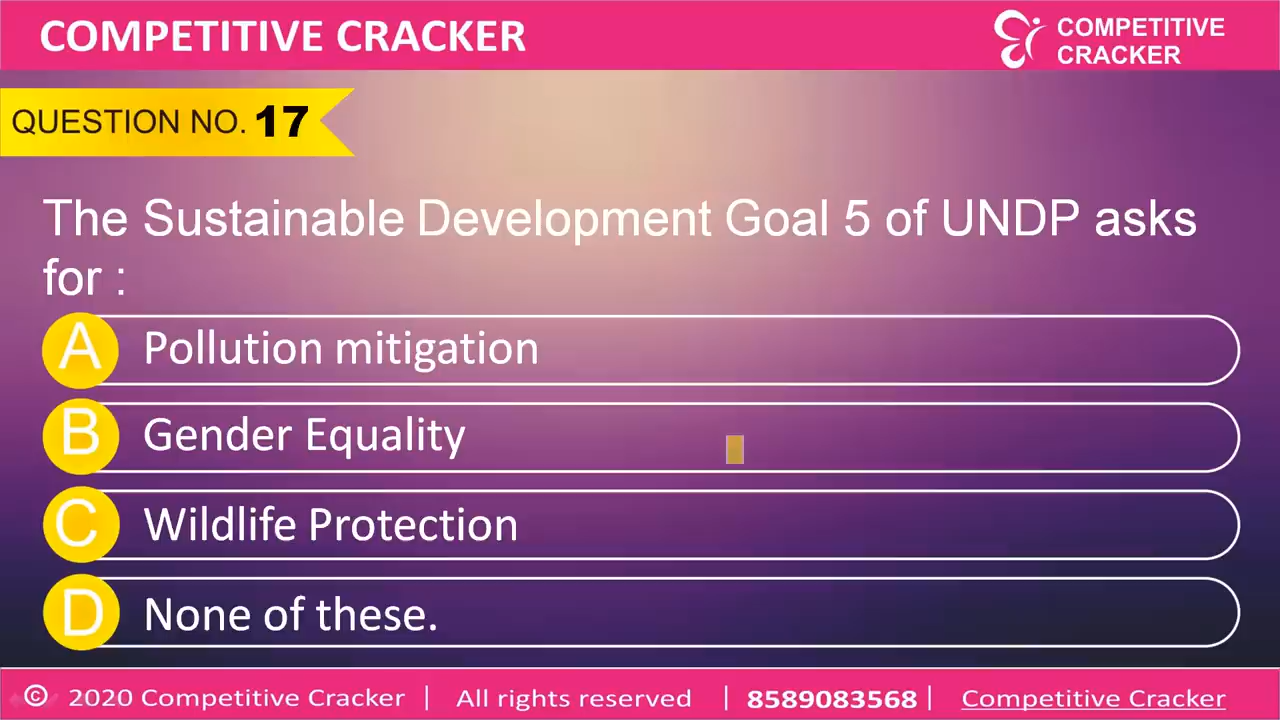 COMPETITIVE CRACKER
COMPETITIVE
CRACKER
QUESTION NO. 17
The Sustainable Development Goal 5 of UNDP asks
for :
A Pollution mitigation
B Gender Equality
C Wildlife Protection
D None of these.
© 2020 Competitive Cracker | All rights reserved | 8589083568 | Competitive Cracker